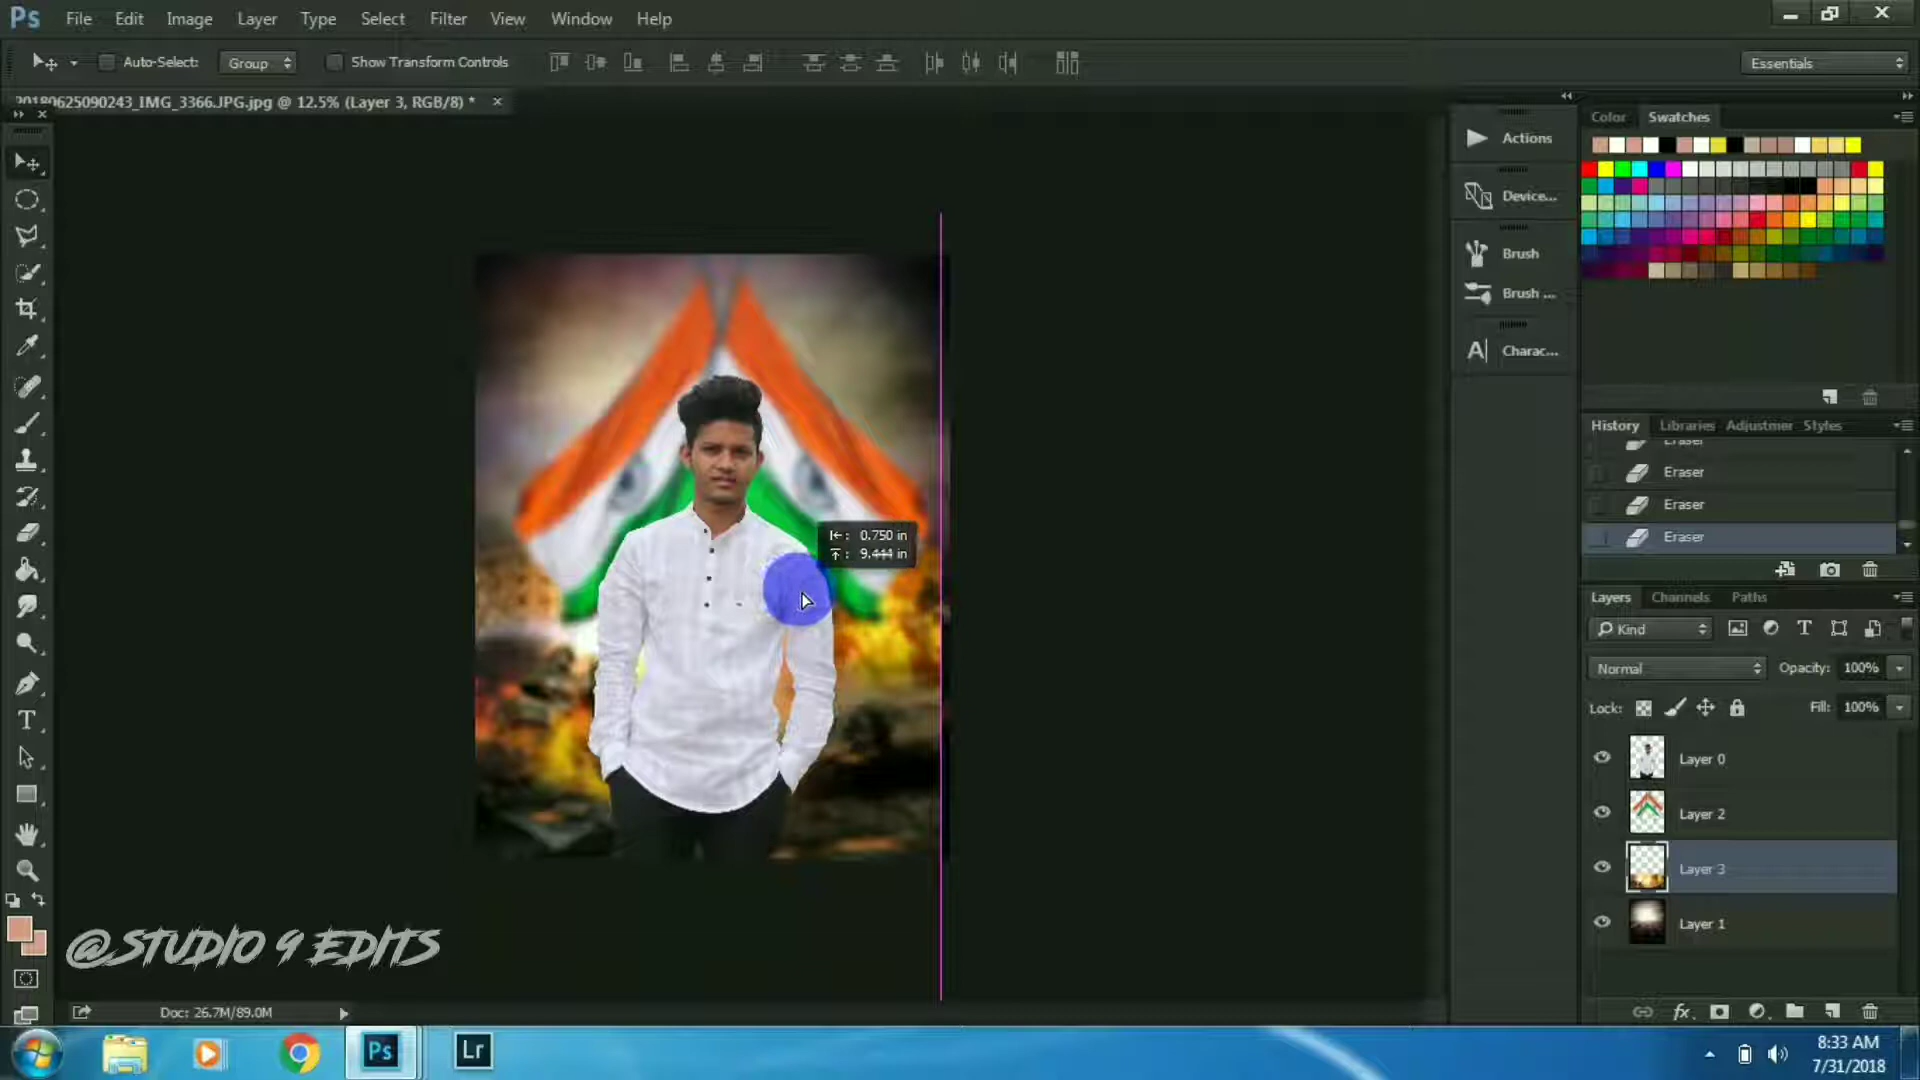 Ps File Edit Image Layer Type Select Filter View Window Help
Auto-Select: Group Show Transform Controls Essentials
20180625090243_IMG_3366.JPG.jpg @ 12.5% (Layer 3, RGB/8) * ×
Color Swatches
Actions
Device...
Brush
Brush ...
A| Charac...
History Libraries Adjustmer Styles
Eraser
Eraser
Eraser
Eraser
0.750 in
9.444 in
Layers Channels Paths
Kind
Normal Opacity: 100%
Lock: Fill: 100%
Layer 0
Layer 2
Layer 3
Layer 1
T
@STUDIO 9 EDITS
Doc: 26.7M/89.0M
fx
Ps Lr
8:33 AM
7/31/2018